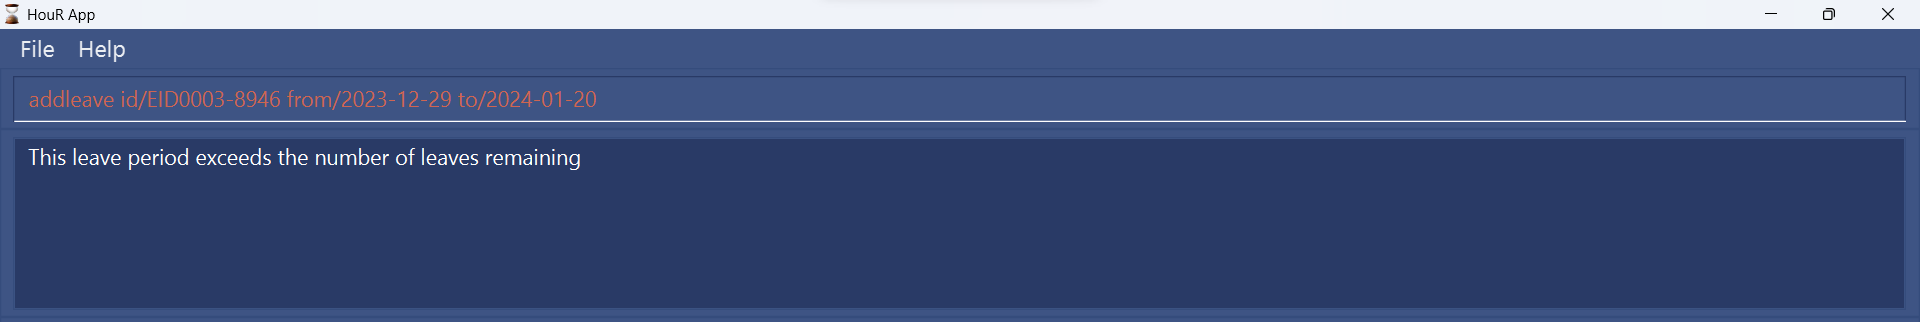 HouR App
File Help
addleave id/EID0003-8946 from/2023-12-29 to/2024-01-20
This leave period exceeds the number of leaves remaining